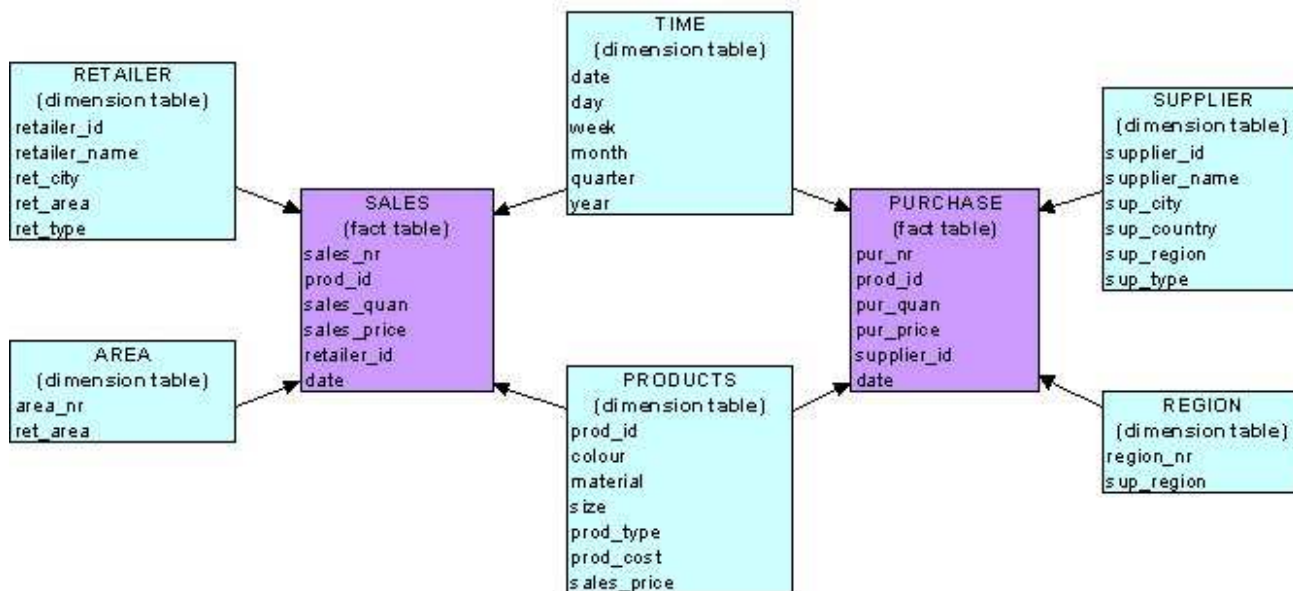 RETAILER
(dimension table)
retailer_id
retailer_name
ret_city
ret_area
ret_type
AREA
(dimension table)
area_nr
ret_area
SALES
(fact table)
sales_nr
prod_id
sales_quan
sales_price
retailer_id
date
TIME
(dimension table)
date
day
week
month
quarter
year
PRODUCTS
(dimension table)
prod_id
colour
material
size
prod_type
prod_cost
sales_price
PURCHASE
(fact table)
pur_nr
prod_id
pur_quan
pur_price
supplier_id
date
SUPPLIER
(dimension table)
supplier_id
supplier_name
sup_city
sup_country
sup_region
sup_type
REGION
(dimension table)
region_nr
sup_region